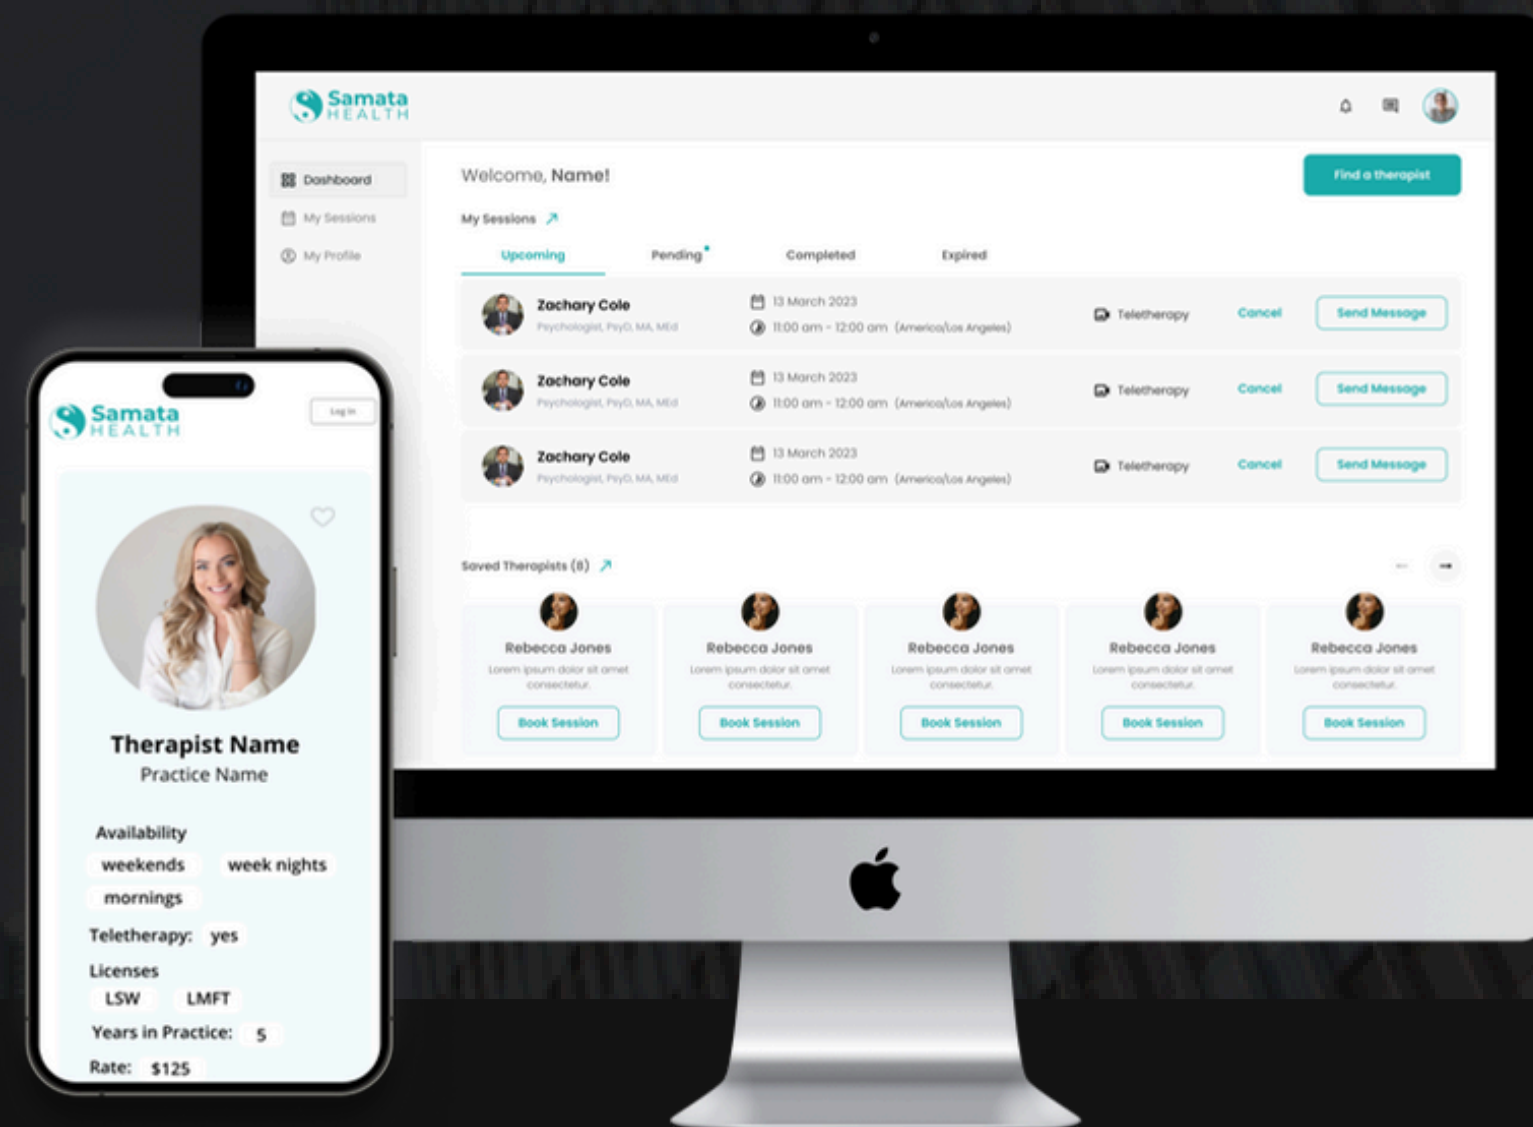 Samata
HEALTH
Dashboard
My Sessions
My Profile
Welcome, Name!
Find a therapist
My Sessions
Upcoming Pending Completed Expired
Zachary Cole
Psychologist, PsyD, MA, MEd
13 March 2023
11:00 am - 12:00 am (America/Los Angeles)
Teletherapy Cancel Send Message
Zachary Cole
Psychologist, PsyD, MA, MEd
13 March 2023
11:00 am - 12:00 am (America/Los Angeles)
Teletherapy Cancel Send Message
Zachary Cole
Psychologist, PsyD, MA, MEd
13 March 2023
11:00 am - 12:00 am (America/Los Angeles)
Teletherapy Cancel Send Message
Saved Therapists (8)
Rebecca Jones
Lorem ipsum dolor sit amet
consectetur.
Book Session
Rebecca Jones
Lorem ipsum dolor sit amet
consectetur.
Book Session
Rebecca Jones
Lorem ipsum dolor sit amet
consectetur.
Book Session
Rebecca Jones
Lorem ipsum dolor sit amet
consectetur.
Book Session
Rebecca Jones
Lorem ipsum dolor sit amet
consectetur.
Book Session
Samata
HEALTH
Log in
Therapist Name
Practice Name
Availability
weekends week nights
mornings
Teletherapy: yes
Licenses
LSW LMFT
Years in Practice: 5
Rate: $125